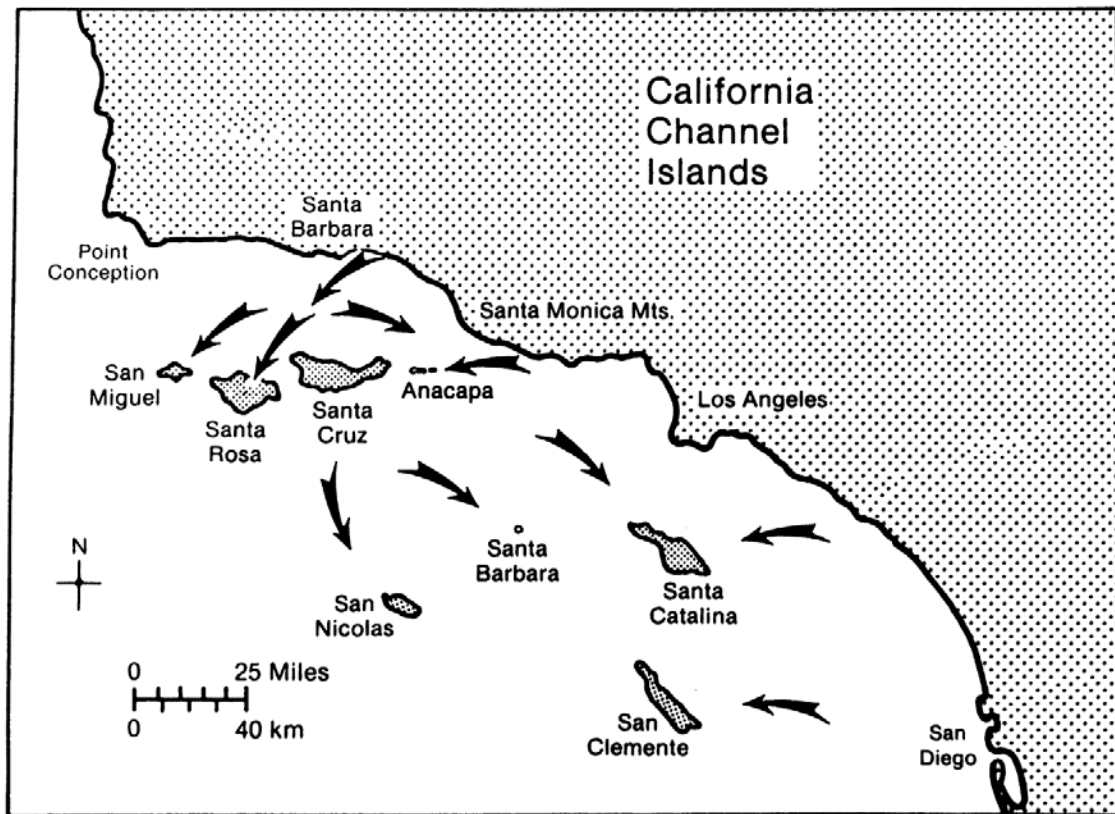 California
Channel
Islands
Santa
Barbara
Point
Conception
Santa Monica Mts.
San
Miguel
Santa
Rosa
Santa
Cruz
Anacapa
Los Angeles
N
Santa
Barbara
Santa
Catalina
San
Nicolas
0 25 Miles
0 40 km
San
Clemente
San
Diego